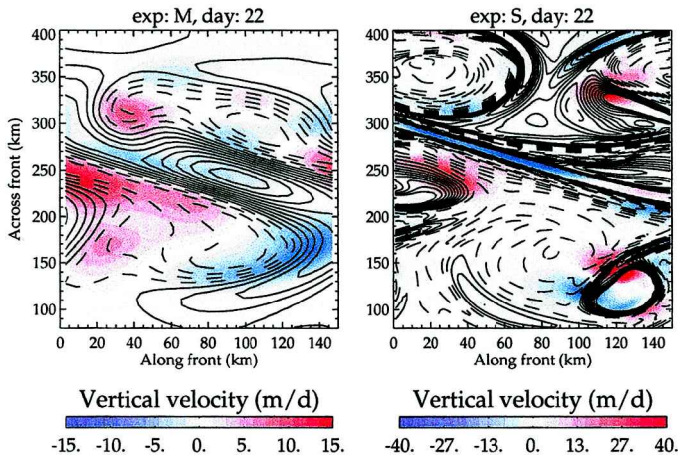 exp: M, day: 22
400
350
300
250
200
150
100
Across front (km)
0 20 40 60 80 100 120 140
Along front (km)
Vertical velocity (m/d)
-15. -10. -5. 0. 5. 10. 15.
exp: S, day: 22
400
350
300
250
200
150
100
0 20 40 60 80 100 120 140
Along front (km)
Vertical velocity (m/d)
-40. -27. -13. 0. 13. 27. 40.